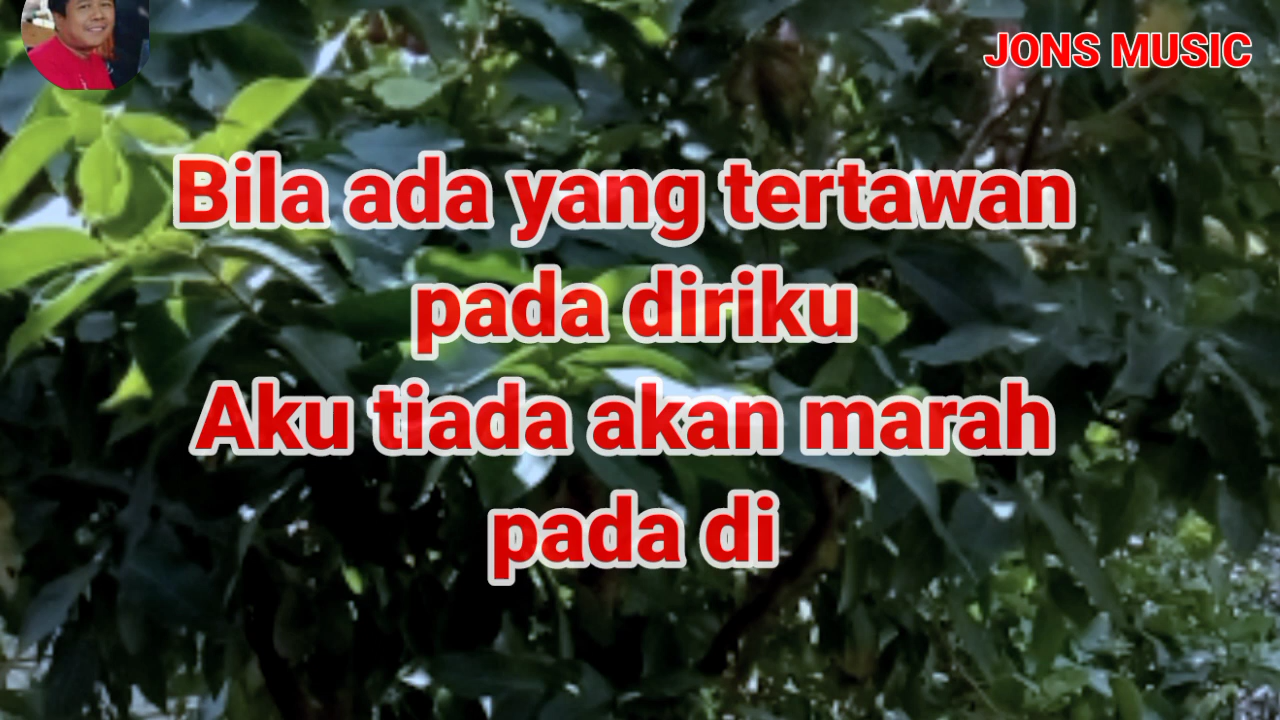 JONS MUSIC
Bila ada yang tertawan
pada diriku
Aku tiada akan marah
pada di